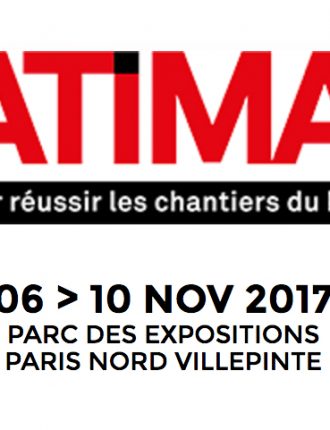 ATIMA
r réussir les chantiers du
06 > 10 NOV 2017
PARC DES EXPOSITIONS
PARIS NORD VILLEPINTE